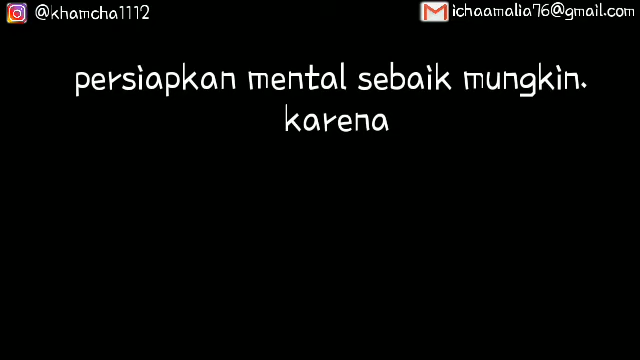 @khamcha1112
ichaamalia76@gmail.com
persiapkan mental sebaik mungkin.
karena